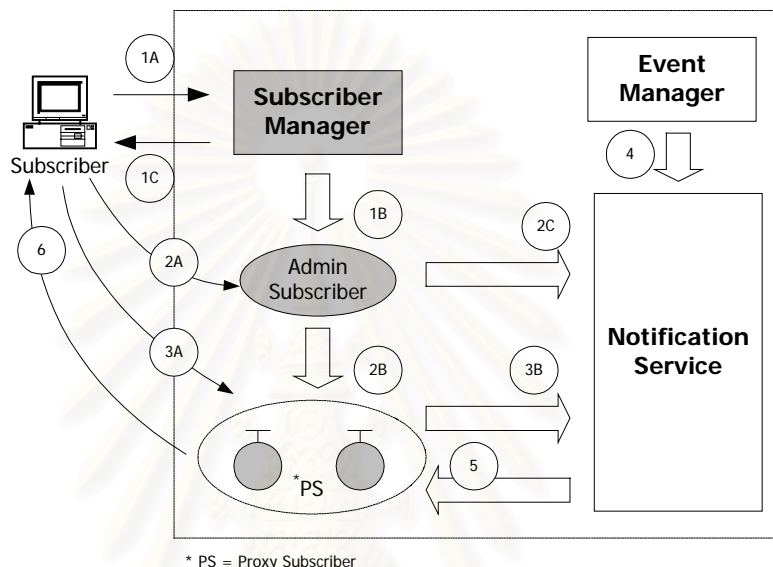 1A
Subscriber
Manager
Event
Manager
Subscriber
1C
4
1B
2C
6
2A
Admin
Subscriber
3A
2B
3B
Notification
Service
5
*PS
* PS = Proxy Subscriber